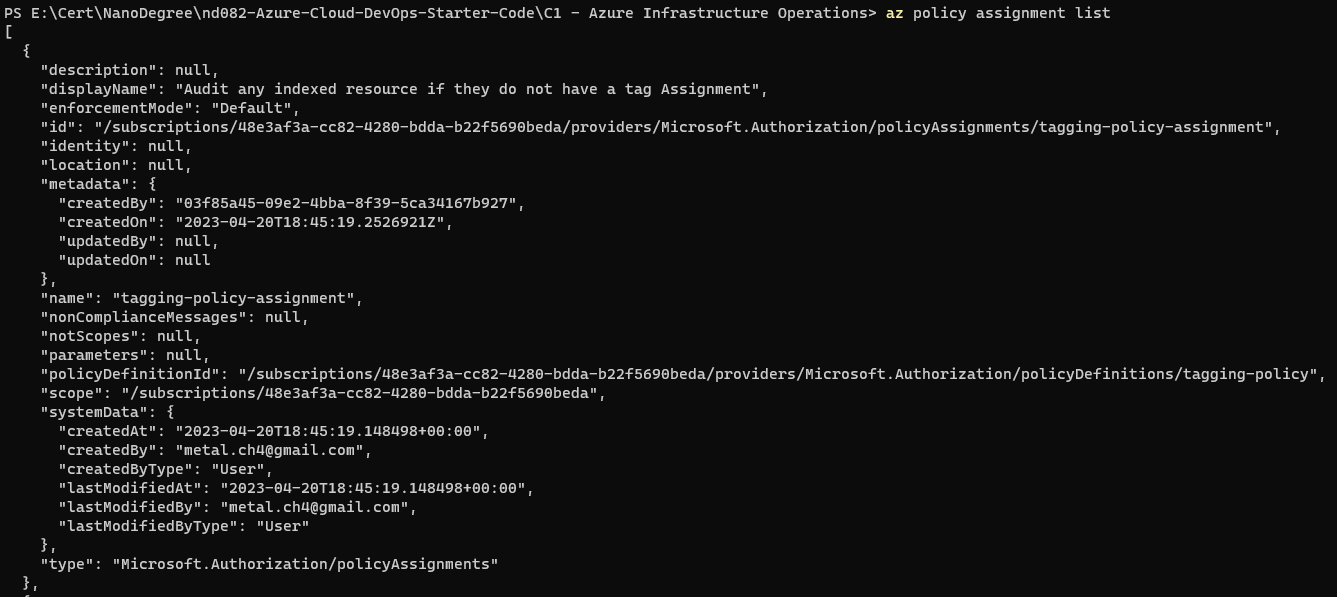 PS E:\Cert\NanoDegree\nd082-Azure-Cloud-DevOps-Starter-Code\C1 - Azure Infrastructure Operations> az policy assignment list
[
  {
    "description": null,
    "displayName": "Audit any indexed resource if they do not have a tag Assignment",
    "enforcementMode": "Default",
    "id": "/subscriptions/48e3af3a-cc82-4280-bdda-b22f5690beda/providers/Microsoft.Authorization/policyAssignments/tagging-policy-assignment",
    "identity": null,
    "location": null,
    "metadata": {
      "createdBy": "03f85a45-09e2-4bba-8f39-5ca34167b927",
      "createdOn": "2023-04-20T18:45:19.2526921Z",
      "updatedBy": null,
      "updatedOn": null
    },
    "name": "tagging-policy-assignment",
    "nonComplianceMessages": null,
    "notScopes": null,
    "parameters": null,
    "policyDefinitionId": "/subscriptions/48e3af3a-cc82-4280-bdda-b22f5690beda/providers/Microsoft.Authorization/policyDefinitions/tagging-policy",
    "scope": "/subscriptions/48e3af3a-cc82-4280-bdda-b22f5690beda",
    "systemData": {
      "createdAt": "2023-04-20T18:45:19.148498+00:00",
      "createdBy": "metal.ch4@gmail.com",
      "createdByType": "User",
      "lastModifiedAt": "2023-04-20T18:45:19.148498+00:00",
      "lastModifiedBy": "metal.ch4@gmail.com",
      "lastModifiedByType": "User"
    },
    "type": "Microsoft.Authorization/policyAssignments"
  },